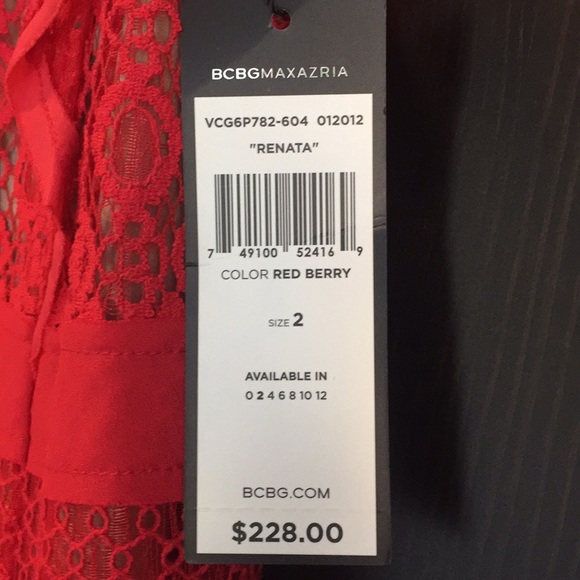 BCBGMAXAZRIA
VCG6P782-604 012012
"RENATA"
7 49100 52416 9
COLOR RED BERRY
SIZE 2
AVAILABLE IN
0 2 4 6 8 10 12
BCBG.COM
$228.00